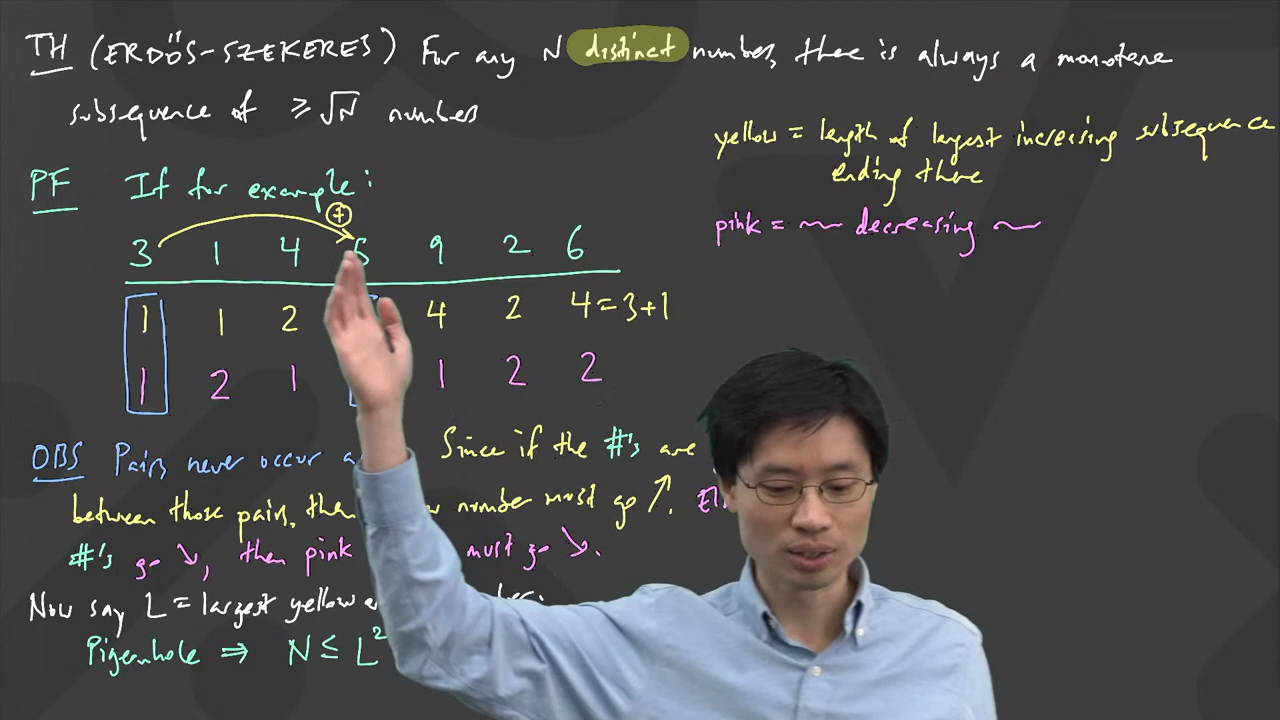 TH (ERDŐS-SZEKERES) For any N distinct numbers, there is always a monotone
subsequence of ≥ √N numbers
yellow = length of largest increasing subsequence
ending there
pink = ~ decreasing ~
PF If for example:
+
3 1 4 5 9 2 6
1 1 2 4 2 4=3+1
1 2 1 1 2 2
OBS Pairs never occur Since if the #'s are
between those pairs, number must go ↗.
#'s go ↘, then pink must go ↘.
Now say L = largest yellow
Pigeonhole ⇒ N ≤ L²